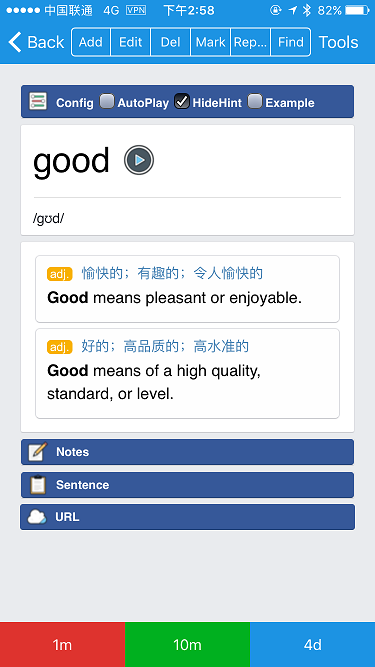 中国联通 4G VPN 下午2:58 82%
Back Add Edit Del Mark Rep... Find Tools
Config AutoPlay HideHint Example
good
/gʊd/
adj. 愉快的；有趣的；令人愉快的
Good means pleasant or enjoyable.
adj. 好的；高品质的；高水准的
Good means of a high quality,
standard, or level.
Notes
Sentence
URL
1m 10m 4d